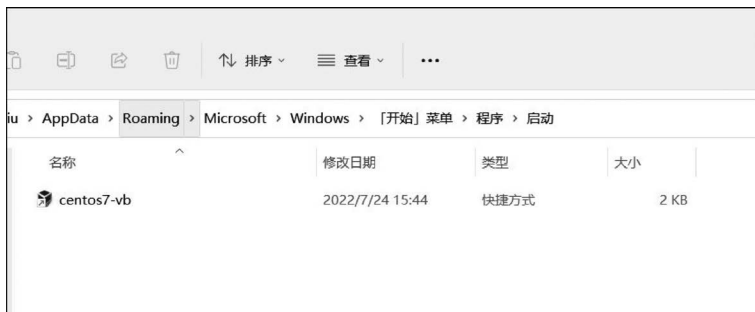 排序 查看 ...
iu > AppData > Roaming > Microsoft > Windows > 「开始」菜单 > 程序 > 启动
名称 修改日期 类型 大小
centos7-vb 2022/7/24 15:44 快捷方式 2 KB